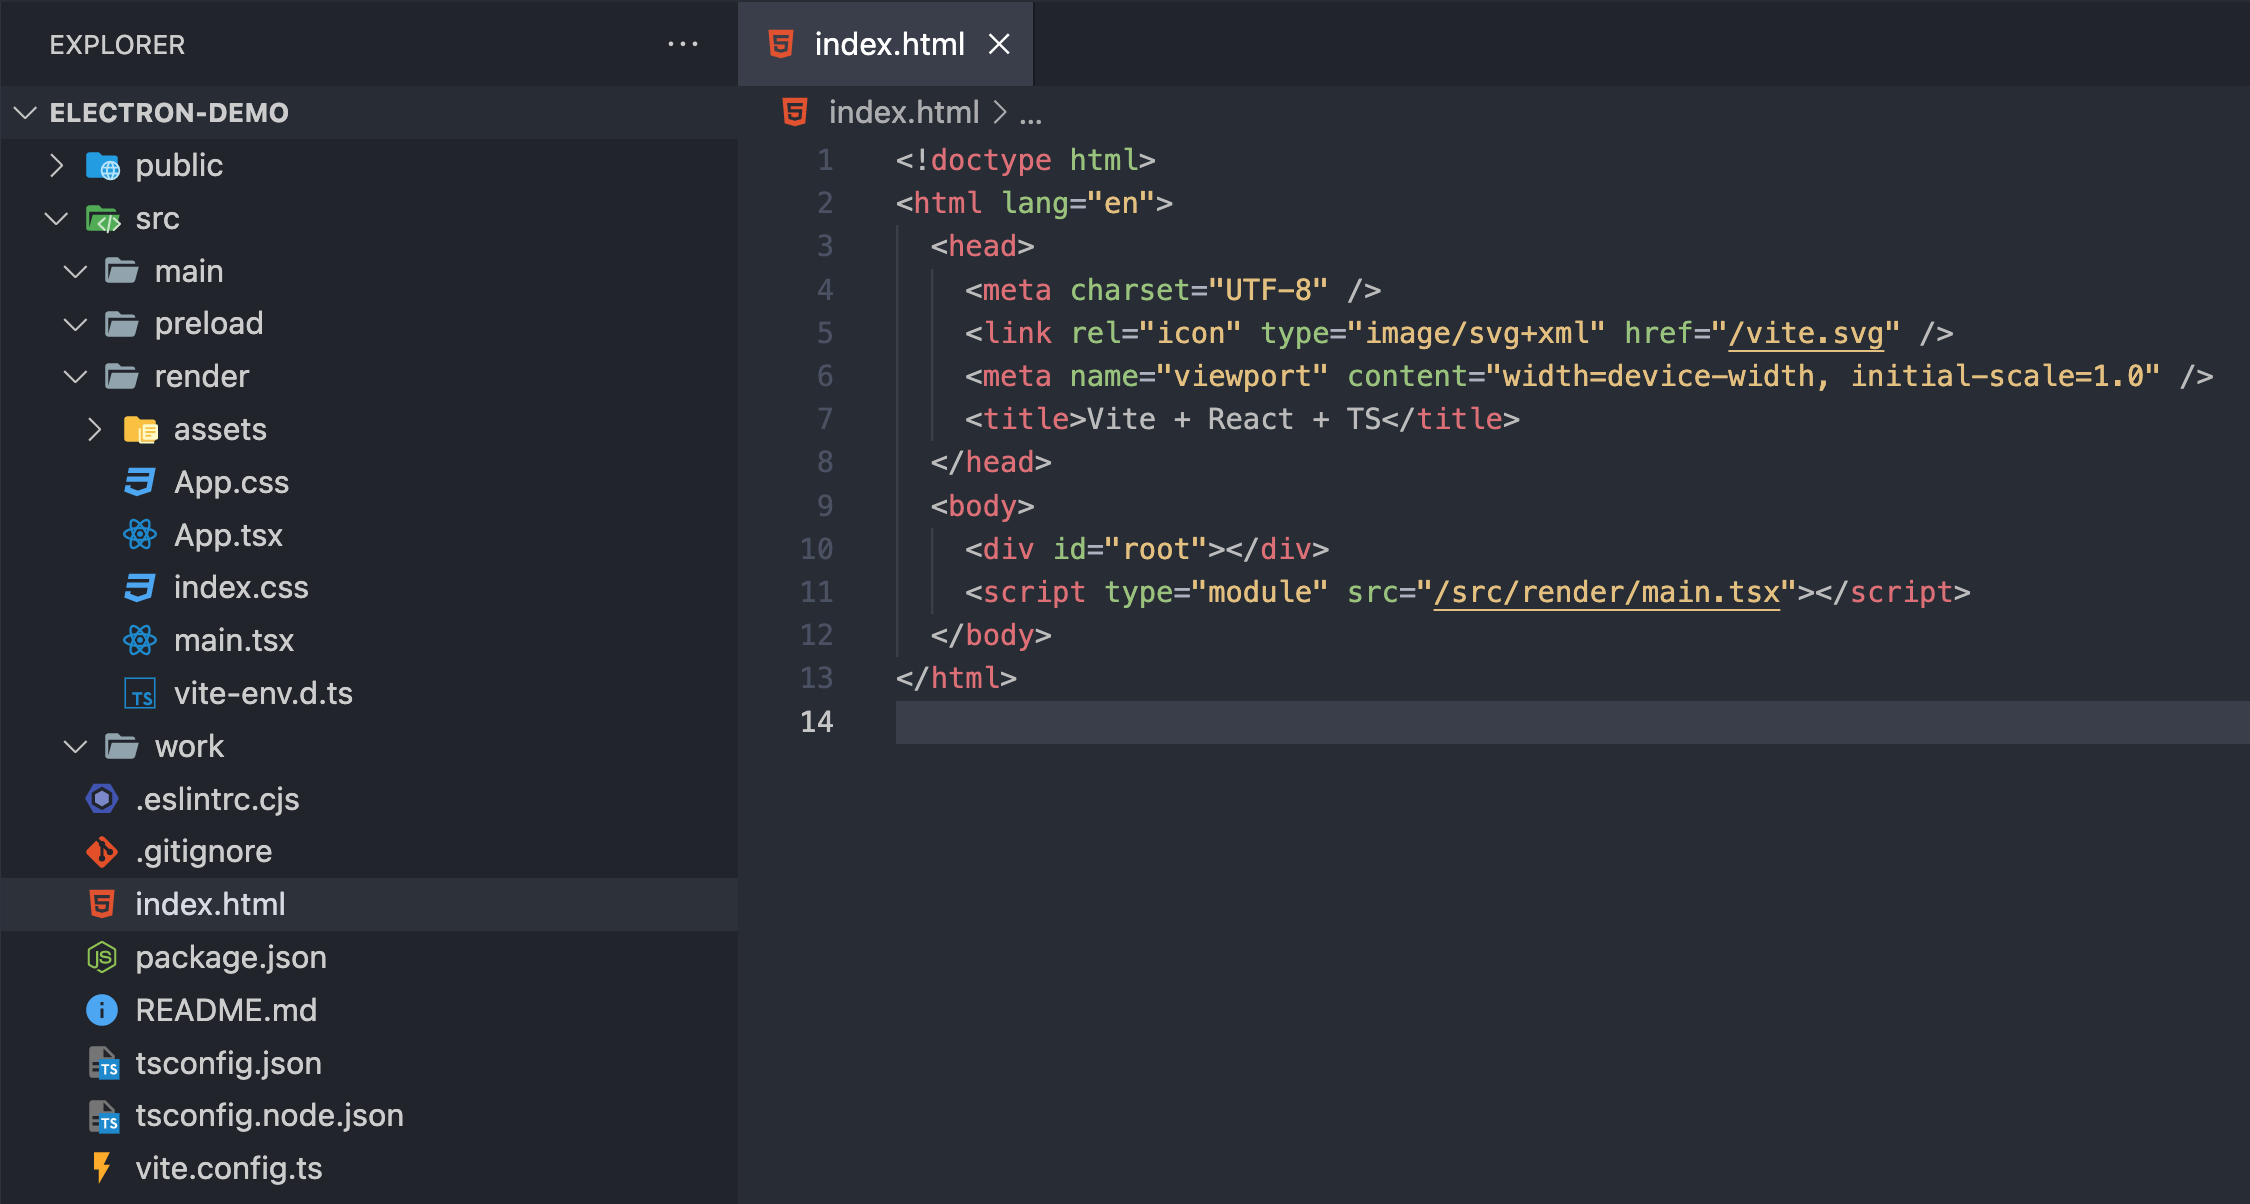 EXPLORER
ELECTRON-DEMO
public
src
main
preload
render
assets
App.css
App.tsx
index.css
main.tsx
vite-env.d.ts
work
.eslintrc.cjs
.gitignore
index.html
package.json
README.md
tsconfig.json
tsconfig.node.json
vite.config.ts
index.html
index.html > ...
1 <!doctype html>
2 <html lang="en">
3 <head>
4 <meta charset="UTF-8" />
5 <link rel="icon" type="image/svg+xml" href="/vite.svg" />
6 <meta name="viewport" content="width=device-width, initial-scale=1.0" />
7 <title>Vite + React + TS</title>
8 </head>
9 <body>
10 <div id="root"></div>
11 <script type="module" src="/src/render/main.tsx"></script>
12 </body>
13 </html>
14